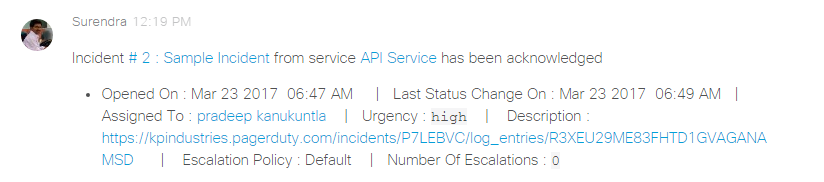 Surendra 12:19 PM
Incident # 2 : Sample Incident from service API Service has been acknowledged
• Opened On : Mar 23 2017 06:47 AM | Last Status Change On : Mar 23 2017 06:49 AM |
Assigned To : pradeep kanukuntla | Urgency : high | Description :
https://kpindustries.pagerduty.com/incidents/P7LEBVC/log_entries/R3XEU29ME83FHTD1GVAGANA
MSD | Escalation Policy : Default | Number Of Escalations : 0